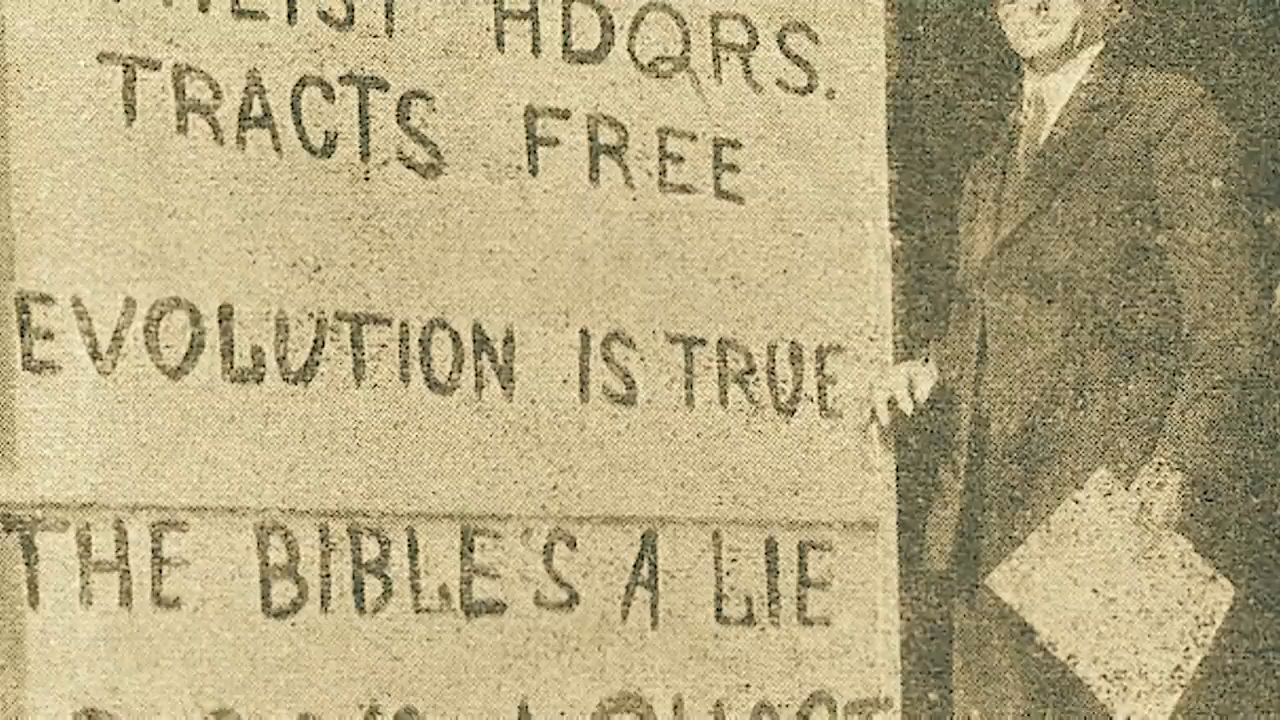 HDQRS.
TRACTS FREE
EVOLUTION IS TRUE
THE BIBLE'S A LIE